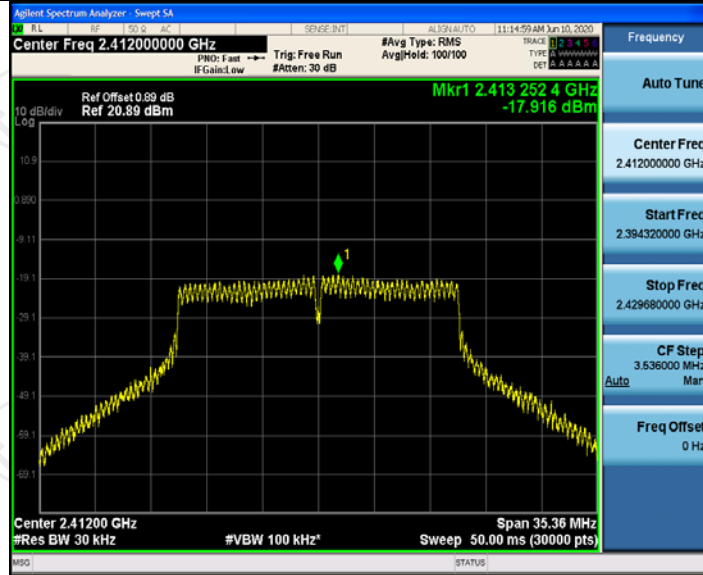 Agilent Spectrum Analyzer - Swept SA
RL RF 50 Ω AC SENSE:INT ALIGNAUTO 11:14:59 AM Jun 10, 2020
Center Freq 2.412000000 GHz
PNO: Fast
IFGain:Low
Trig: Free Run
#Atten: 30 dB
#Avg Type: RMS
Avg|Hold: 100/100
TRACE 1 2 3 4 5 6
TYPE A WWWWW
DET A A A A A A
Ref Offset 0.89 dB
Ref 20.89 dBm
10 dB/div
Log
Mkr1 2.413 252 4 GHz
-17.916 dBm
10.9
0.890
-9.11
-19.1
-29.1
-39.1
-49.1
-59.1
-69.1
1
Center 2.41200 GHz
Span 35.36 MHz
#Res BW 30 kHz
#VBW 100 kHz*
Sweep 50.00 ms (30000 pts)
MSG
STATUS
Frequency
Auto Tune
Center Freq
2.412000000 GHz
Start Freq
2.394320000 GHz
Stop Freq
2.429680000 GHz
CF Step
3.536000 MHz
Auto Man
Freq Offset
0 Hz